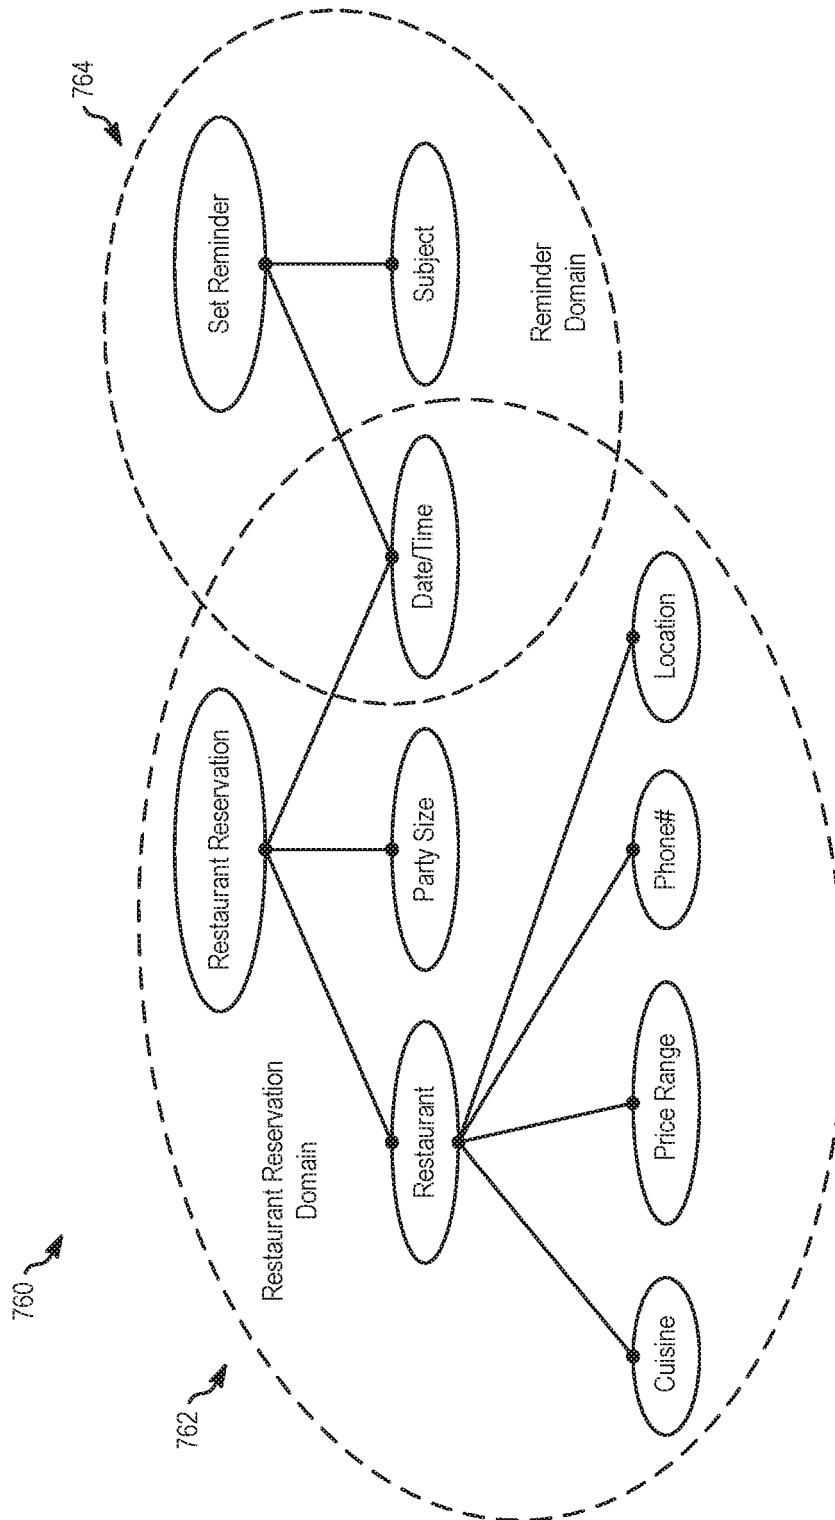 760
762
764
Restaurant Reservation
Set Reminder
Restaurant Reservation
Domain
Restaurant
Party Size
Date/Time
Subject
Reminder
Domain
Cuisine
Price Range
Phone#
Location